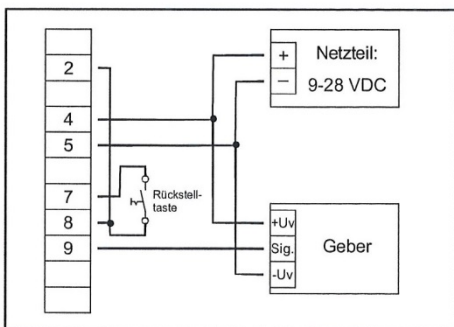 2
4
5
7
8
9
Rückstell-
taste
+
−
Netzteil:
9-28 VDC
+Uv
Sig.
-Uv
Geber